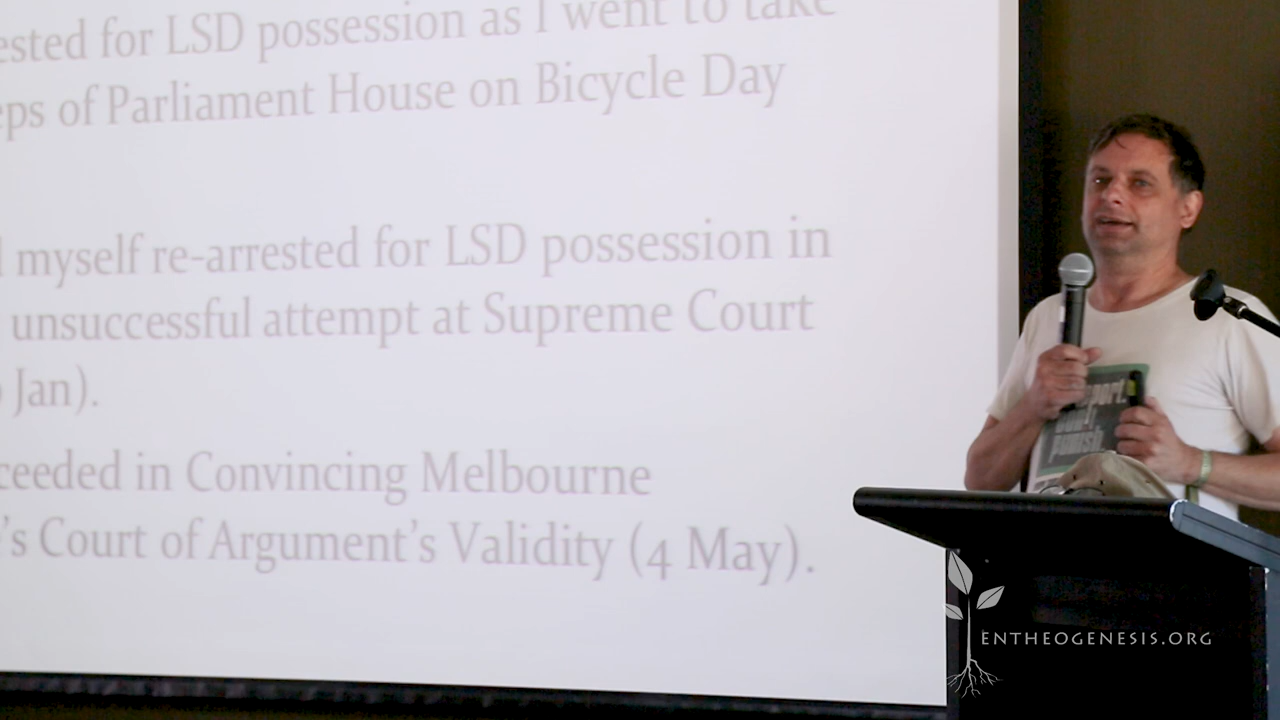 ested for LSD possession as I went to take
eps of Parliament House on Bicycle Day
myself re-arrested for LSD possession in
unsuccessful attempt at Supreme Court
Jan).
ceeded in Convincing Melbourne
's Court of Argument's Validity (4 May).
punish.
ENTHEOGENESIS.ORG